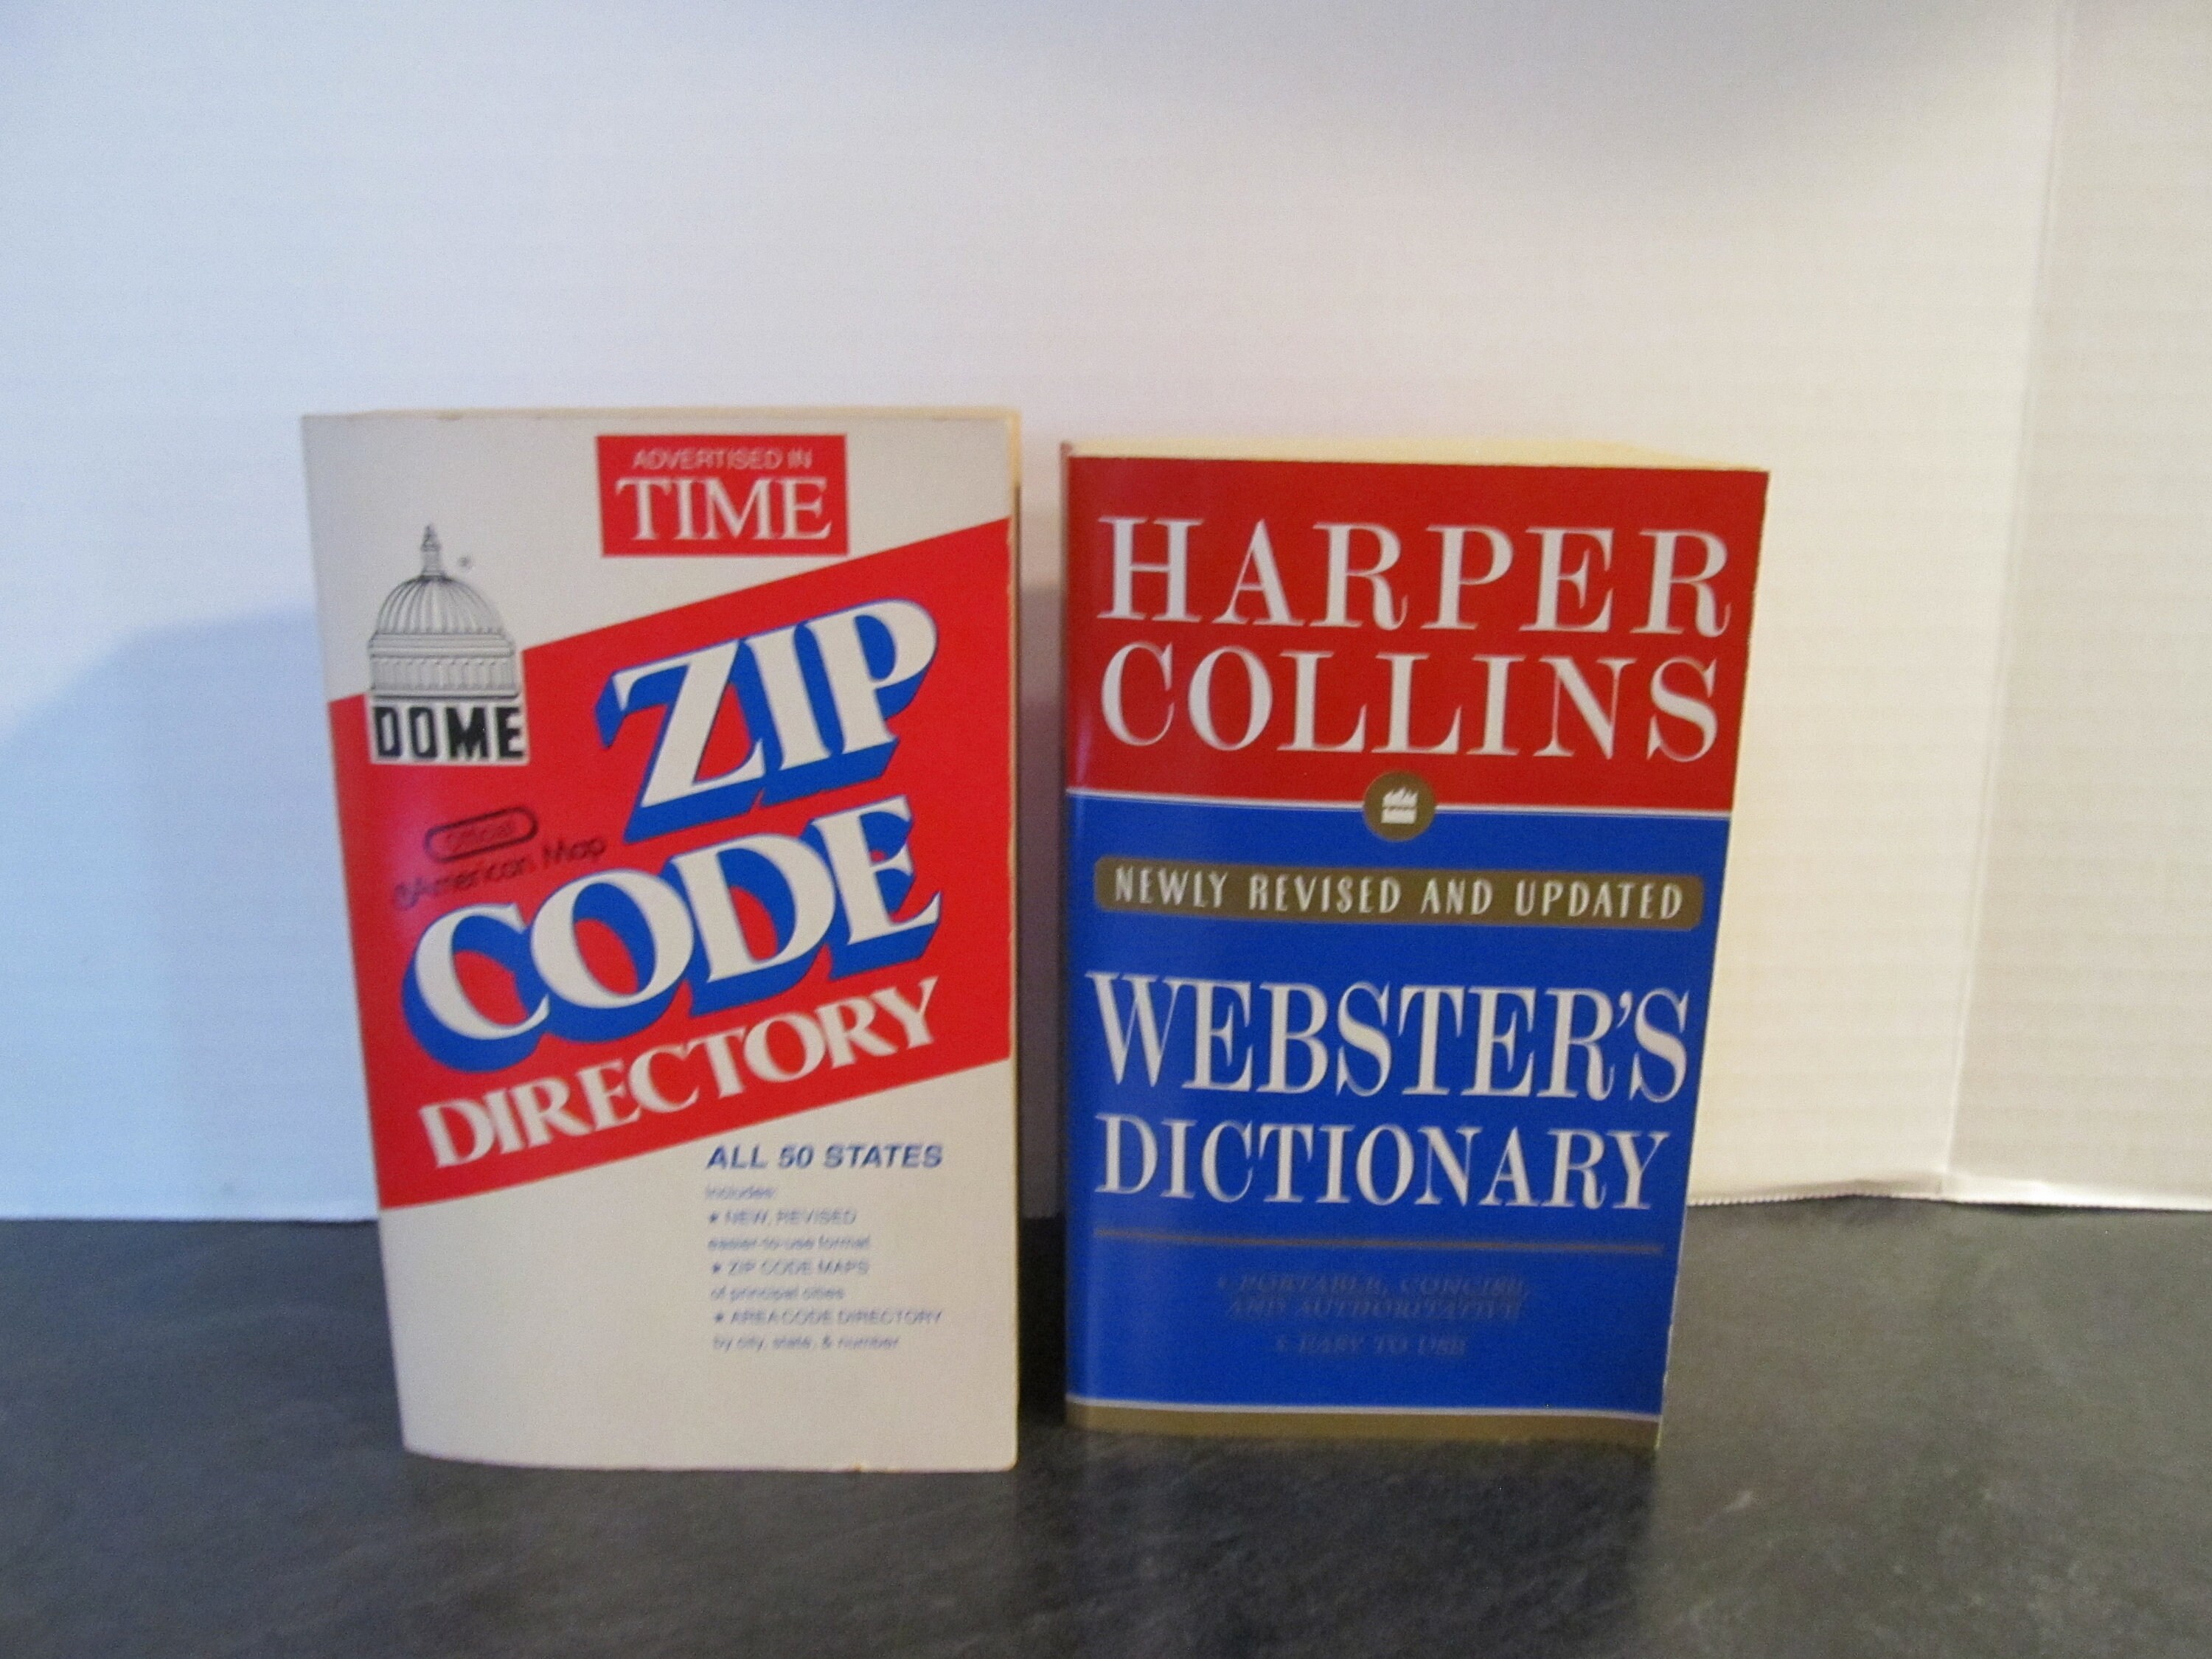 ADVERTISED IN
TIME
DOME
Official
American Map
ZIP
CODE
DIRECTORY
ALL 50 STATES
Includes:
★ NEW, REVISED
easier-to-use format
★ ZIP CODE MAPS
of principal cities
★ AREA CODE DIRECTORY
by city, state, & number
HARPER
COLLINS
NEWLY REVISED AND UPDATED
WEBSTER'S
DICTIONARY
• PORTABLE, CONCISE,
AND AUTHORITATIVE
• EASY TO USE